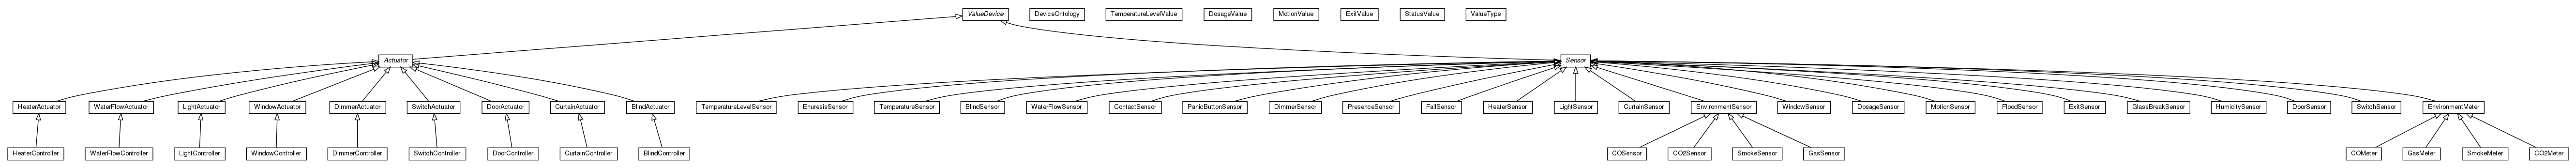 ValueDevice DeviceOntology TemperatureLevelValue DosageValue MotionValue ExitValue StatusValue ValueType
Actuator Sensor
HeaterActuator WaterFlowActuator LightActuator WindowActuator DimmerActuator SwitchActuator DoorActuator CurtainActuator BlindActuator TemperatureLevelSensor EnuresisSensor TemperatureSensor BlindSensor WaterFlowSensor ContactSensor PanicButtonSensor DimmerSensor PresenceSensor FallSensor HeaterSensor LightSensor CurtainSensor EnvironmentSensor WindowSensor DosageSensor MotionSensor FloodSensor ExitSensor GlassBreakSensor HumiditySensor DoorSensor SwitchSensor EnvironmentMeter
HeaterController WaterFlowController LightController WindowController DimmerController SwitchController DoorController CurtainController BlindController COSensor CO2Sensor SmokeSensor GasSensor COMeter GasMeter SmokeMeter CO2Meter